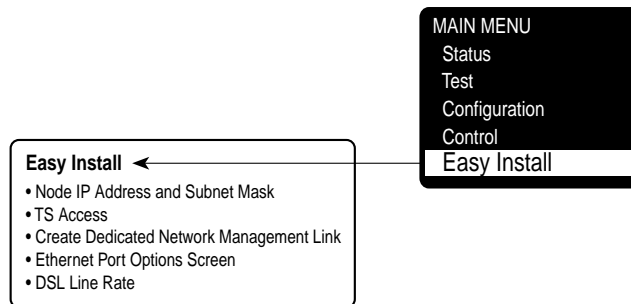 MAIN MENU
Status
Test
Configuration
Control
Easy Install
Easy Install
• Node IP Address and Subnet Mask
• TS Access
• Create Dedicated Network Management Link
• Ethernet Port Options Screen
• DSL Line Rate